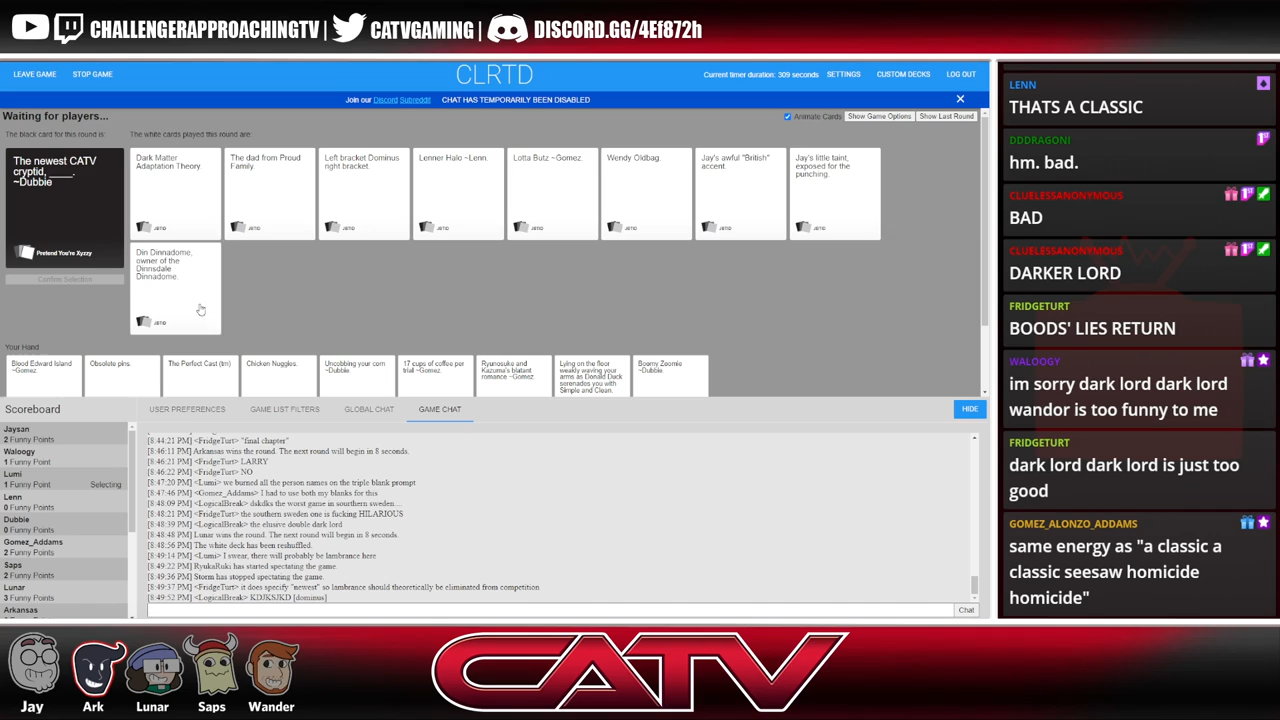 CHALLENGERAPPROACHINGTV | CATVGAMING | DISCORD.GG/4Ef872h
LEAVE GAME STOP GAME CLRTD Current timer duration: 309 seconds SETTINGS CUSTOM DECKS LOG OUT
Join our Discord Subreddit CHAT HAS TEMPORARILY BEEN DISABLED
Waiting for players...
Animate Cards Show Game Options Show Last Round
The black card for this round is: The white cards played this round are:
The newest CATV
cryptid, ____.
~Dubbie
Pretend You're Xyzzy
Confirm Selection
Dark Matter
Adaptation Theory.
The dad from Proud
Family.
Left bracket Dominus
right bracket.
Lenner Halo ~Lenn.
Lotta Butz ~Gomez.
Wendy Oldbag.
Jay's awful "British"
accent.
Jay's little taint,
exposed for the
punching.
Din Dinnadome,
owner of the
Dinnsdale
Dinnadome.
Your Hand
Blood Edward Island
~Gomez.
Obsolete pins.
The Perfect Cast (tm)
Chicken Nuggies.
Uncobbing your corn
~Dubbie.
17 cups of coffee per
trial ~Gomez.
Ryunosuke and
Kazuma's blatant
romance ~Gomez.
Lying on the floor
weakly waving your
arms as Donald Duck
serenades you with
Simple and Clean.
Boemy Zoemie
~Dubbie.
Scoreboard
USER PREFERENCES GAME LIST FILTERS GLOBAL CHAT GAME CHAT HIDE
Jaysan
2 Funny Points
Waloogy
1 Funny Point
Lumi
1 Funny Point Selecting
Lenn
0 Funny Points
Dubbie
0 Funny Points
Gomez_Addams
2 Funny Points
Saps
2 Funny Points
Lunar
3 Funny Points
Arkansas
[8:44:21 PM] <FridgeTurt> "final chapter"
[8:46:11 PM] Arkansas wins the round. The next round will begin in 8 seconds.
[8:46:21 PM] <FridgeTurt> LARRY
[8:46:22 PM] <FridgeTurt> NO
[8:47:20 PM] <Lumi> we burned all the person names on the triple blank prompt
[8:47:46 PM] <Gomez_Addams> I had to use both my blanks for this
[8:48:09 PM] <LogicalBreak> dskdks the worst game in sourthern sweden....
[8:48:21 PM] <FridgeTurt> the southern sweden one is fucking HILARIOUS
[8:48:39 PM] <LogicalBreak> the elusive double dark lord
[8:48:48 PM] Lunar wins the round. The next round will begin in 8 seconds.
[8:48:56 PM] The white deck has been reshuffled.
[8:49:14 PM] <Lumi> I swear, there will probably be lambrance here
[8:49:22 PM] RyukaRuki has started spectating the game.
[8:49:36 PM] Storm has stopped spectating the game.
[8:49:37 PM] <FridgeTurt> it does specify "newest" so lambrance should theoretically be eliminated from competition.
[8:49:52 PM] <LogicalBreak> KDJKSJKD [dominus]
Chat
LENN
THATS A CLASSIC
DDDRAGONI
hm. bad.
CLUELESSANONYMOUS
BAD
CLUELESSANONYMOUS
DARKER LORD
FRIDGETURT
BOODS' LIES RETURN
WALOOGY
im sorry dark lord dark lord
wandor is too funny to me
FRIDGETURT
dark lord dark lord is just too
good
GOMEZ_ALONZO_ADDAMS
same energy as "a classic a
classic seesaw homicide
homicide"
Jay Ark Lunar Saps Wander
CATV